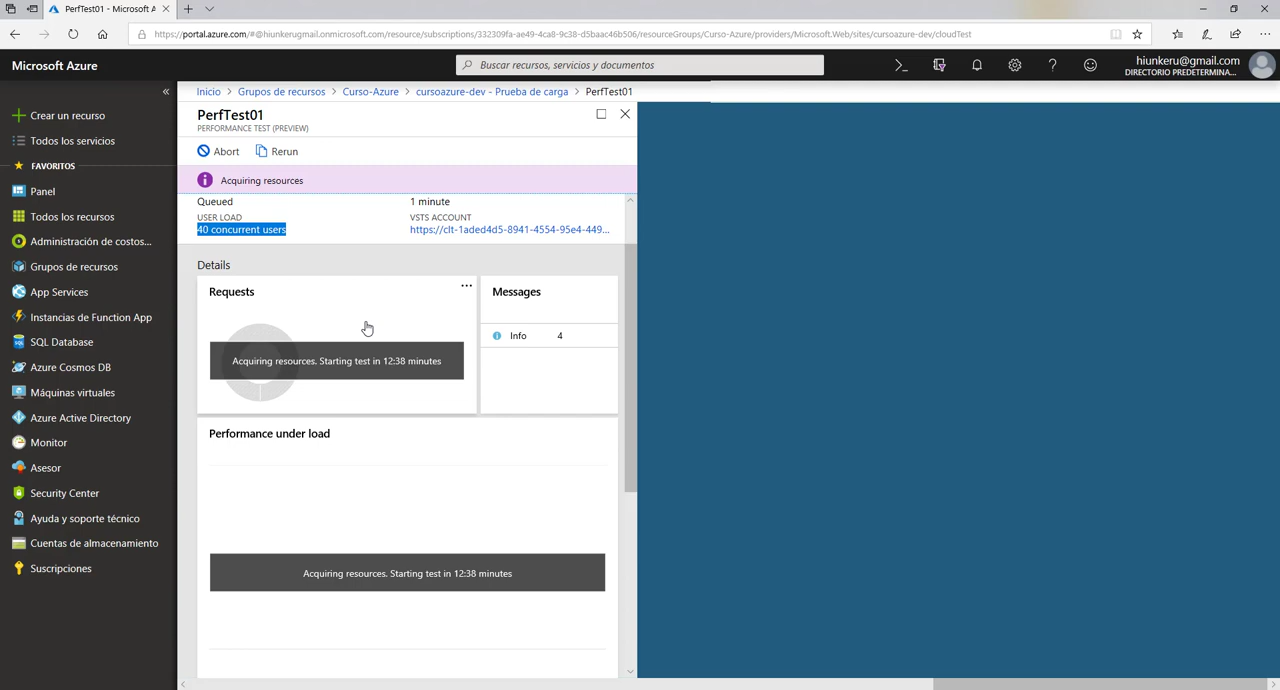 PerfTest01 - Microsoft A
https://portal.azure.com/#@hiunkerugmail.onmicrosoft.com/resource/subscriptions/332309fa-ae49-4ca8-9c38-d5baac46b506/resourceGroups/Curso-Azure/providers/Microsoft.Web/sites/cursoazure-dev/cloudTest
Microsoft Azure
Buscar recursos, servicios y documentos
hiunkeru@gmail.com
DIRECTORIO PREDETERMINA...
Inicio > Grupos de recursos > Curso-Azure > cursoazure-dev - Prueba de carga > PerfTest01
Crear un recurso
Todos los servicios
FAVORITOS
Panel
Todos los recursos
Administración de costos...
Grupos de recursos
App Services
Instancias de Function App
SQL Database
Azure Cosmos DB
Máquinas virtuales
Azure Active Directory
Monitor
Asesor
Security Center
Ayuda y soporte técnico
Cuentas de almacenamiento
Suscripciones
PerfTest01
PERFORMANCE TEST (PREVIEW)
Abort Rerun
Acquiring resources
Queued
USER LOAD
40 concurrent users
1 minute
VSTS ACCOUNT
https://clt-1aded4d5-8941-4554-95e4-449...
Details
Requests
Acquiring resources. Starting test in 12:38 minutes
Messages
Info 4
Performance under load
Acquiring resources. Starting test in 12:38 minutes